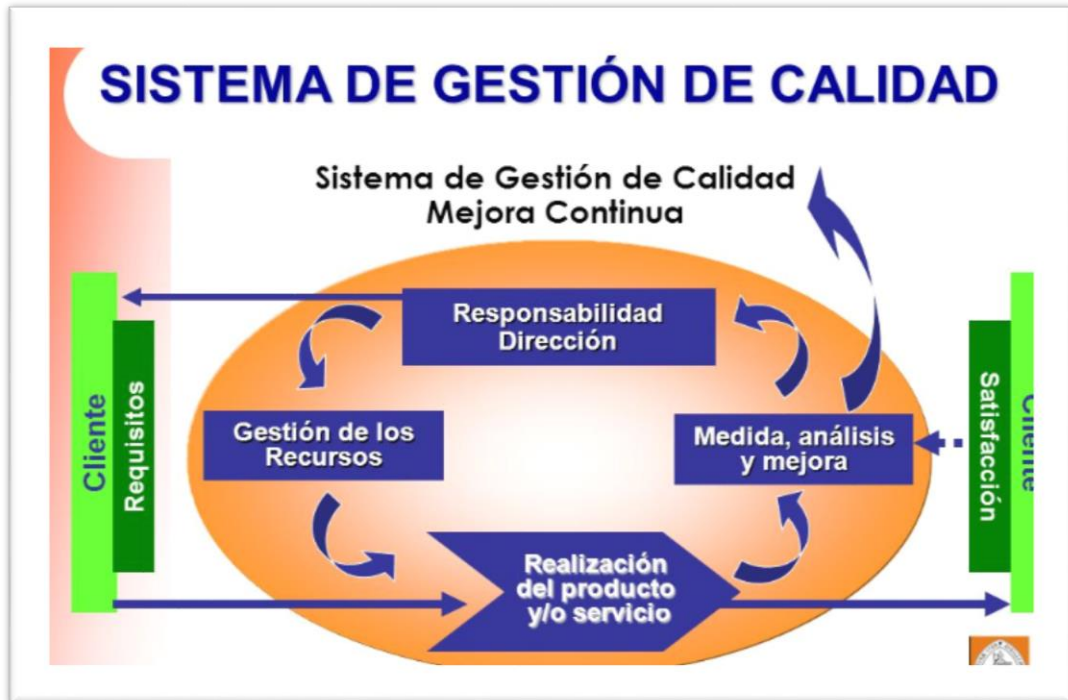 SISTEMA DE GESTIÓN DE CALIDAD
Sistema de Gestión de Calidad
Mejora Continua
Cliente
Requisitos
Responsabilidad
Dirección
Gestión de los
Recursos
Medida, análisis
y mejora
Realización
del producto
y/o servicio
Satisfacción
Cliente